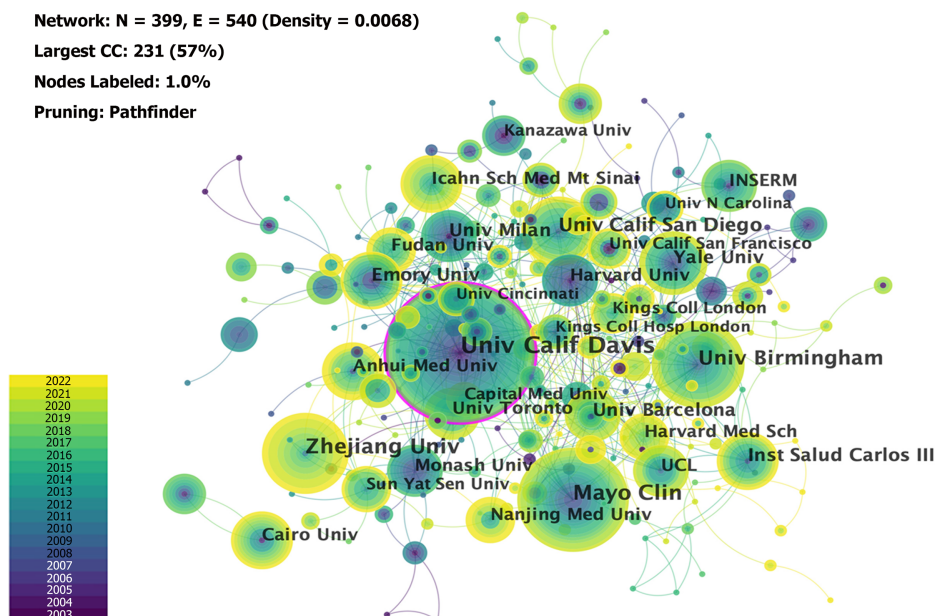 Network: N = 399, E = 540 (Density = 0.0068)
Largest CC: 231 (57%)
Nodes Labeled: 1.0%
Pruning: Pathfinder
Kanazawa Univ
Icahn Sch Med Mt Sinai
INSERM
Univ N Carolina
Univ Milan
Univ Calif San Diego
Fudan Univ
Univ Calif San Francisco
Yale Univ
Emory Univ
Harvard Univ
Univ Cincinnati
Kings Coll London
Kings Coll Hosp London
Univ Calif Davis
Univ Birmingham
Anhui Med Univ
Capital Med Univ
Univ Toronto
Univ Barcelona
Harvard Med Sch
Zhejiang Univ
Inst Salud Carlos III
Monash Univ
UCL
Sun Yat Sen Univ
Mayo Clin
Nanjing Med Univ
Cairo Univ
2022
2021
2020
2019
2018
2017
2016
2015
2014
2013
2012
2011
2010
2009
2008
2007
2006
2005
2004
2003